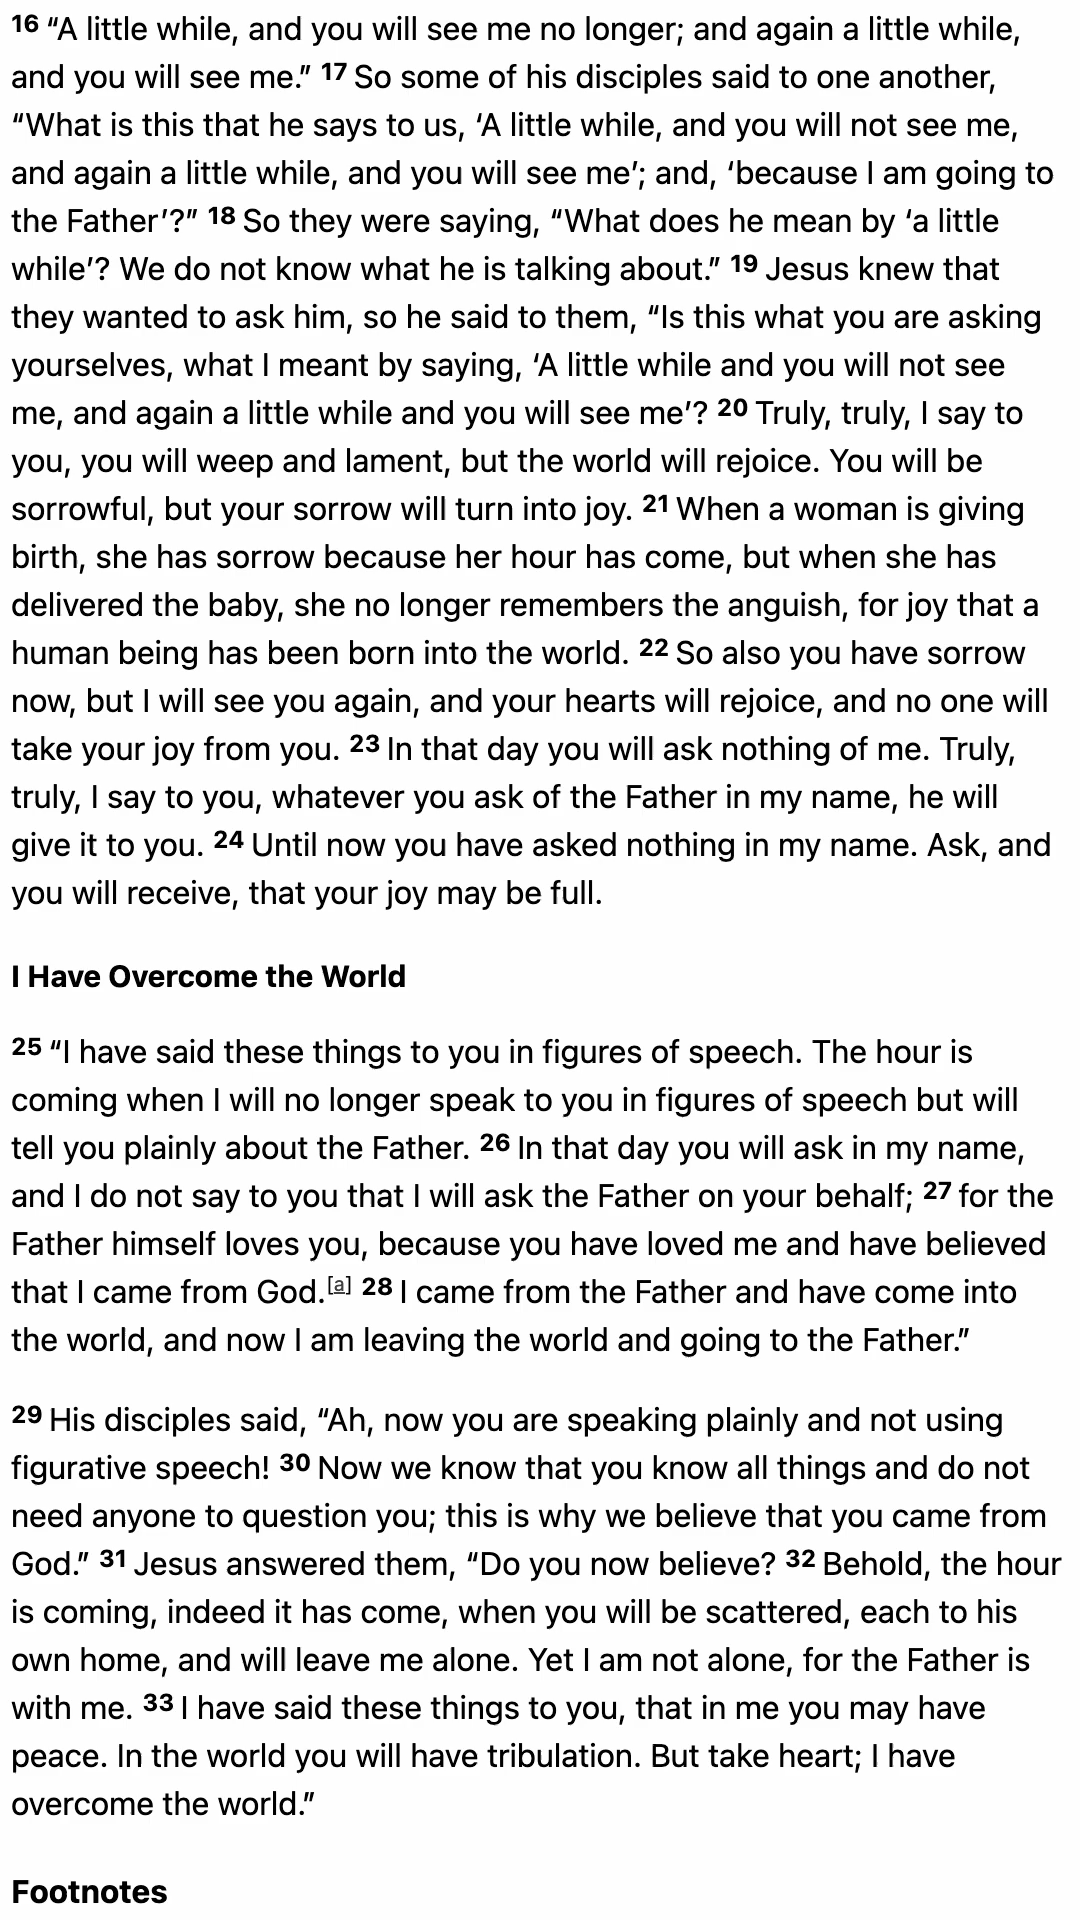 16 “A little while, and you will see me no longer; and again a little while,
and you will see me.” 17 So some of his disciples said to one another,
“What is this that he says to us, ‘A little while, and you will not see me,
and again a little while, and you will see me’; and, ‘because I am going to
the Father’?” 18 So they were saying, “What does he mean by ‘a little
while’? We do not know what he is talking about.” 19 Jesus knew that
they wanted to ask him, so he said to them, “Is this what you are asking
yourselves, what I meant by saying, ‘A little while and you will not see
me, and again a little while and you will see me’? 20 Truly, truly, I say to
you, you will weep and lament, but the world will rejoice. You will be
sorrowful, but your sorrow will turn into joy. 21 When a woman is giving
birth, she has sorrow because her hour has come, but when she has
delivered the baby, she no longer remembers the anguish, for joy that a
human being has been born into the world. 22 So also you have sorrow
now, but I will see you again, and your hearts will rejoice, and no one will
take your joy from you. 23 In that day you will ask nothing of me. Truly,
truly, I say to you, whatever you ask of the Father in my name, he will
give it to you. 24 Until now you have asked nothing in my name. Ask, and
you will receive, that your joy may be full.
I Have Overcome the World
25 “I have said these things to you in figures of speech. The hour is
coming when I will no longer speak to you in figures of speech but will
tell you plainly about the Father. 26 In that day you will ask in my name,
and I do not say to you that I will ask the Father on your behalf; 27 for the
Father himself loves you, because you have loved me and have believed
that I came from God.[a] 28 I came from the Father and have come into
the world, and now I am leaving the world and going to the Father.”
29 His disciples said, “Ah, now you are speaking plainly and not using
figurative speech! 30 Now we know that you know all things and do not
need anyone to question you; this is why we believe that you came from
God.” 31 Jesus answered them, “Do you now believe? 32 Behold, the hour
is coming, indeed it has come, when you will be scattered, each to his
own home, and will leave me alone. Yet I am not alone, for the Father is
with me. 33 I have said these things to you, that in me you may have
peace. In the world you will have tribulation. But take heart; I have
overcome the world.”
Footnotes